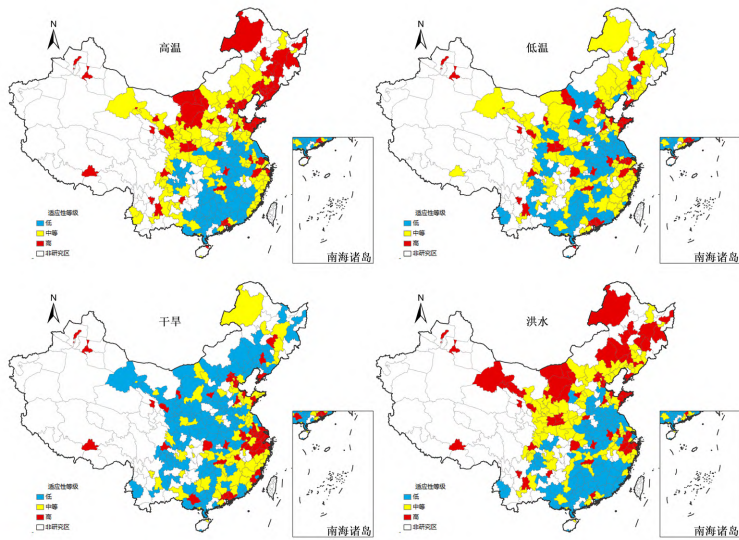 N
高温
适应性等级
低
中等
高
非研究区
南海诸岛
N
低温
适应性等级
低
中等
高
非研究区
南海诸岛
N
干旱
适应性等级
低
中等
高
非研究区
南海诸岛
N
洪水
适应性等级
低
中等
高
非研究区
南海诸岛